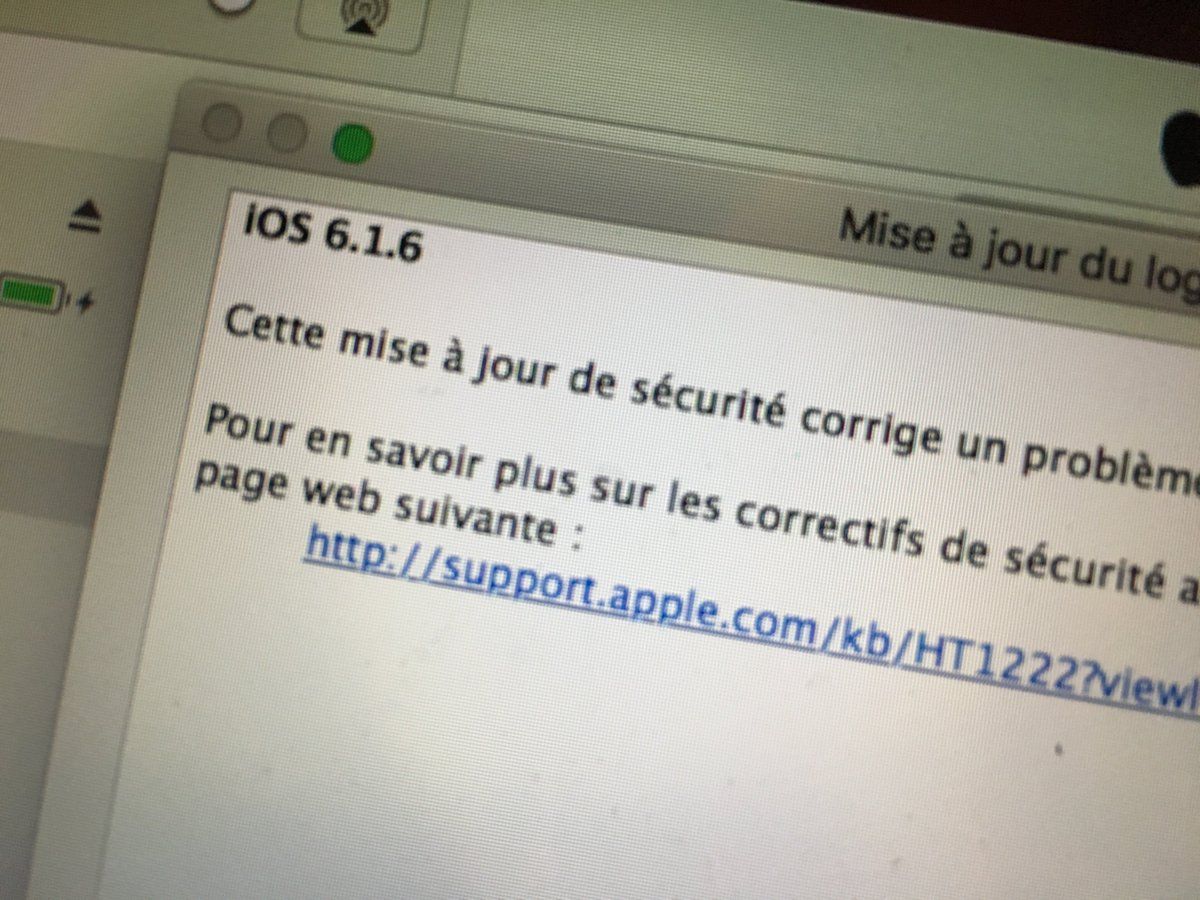 Mise à jour du log
iOS 6.1.6
Cette mise à jour de sécurité corrige un problème
Pour en savoir plus sur les correctifs de sécurité a
page web suivante :
http://support.apple.com/kb/HT1222?viewl